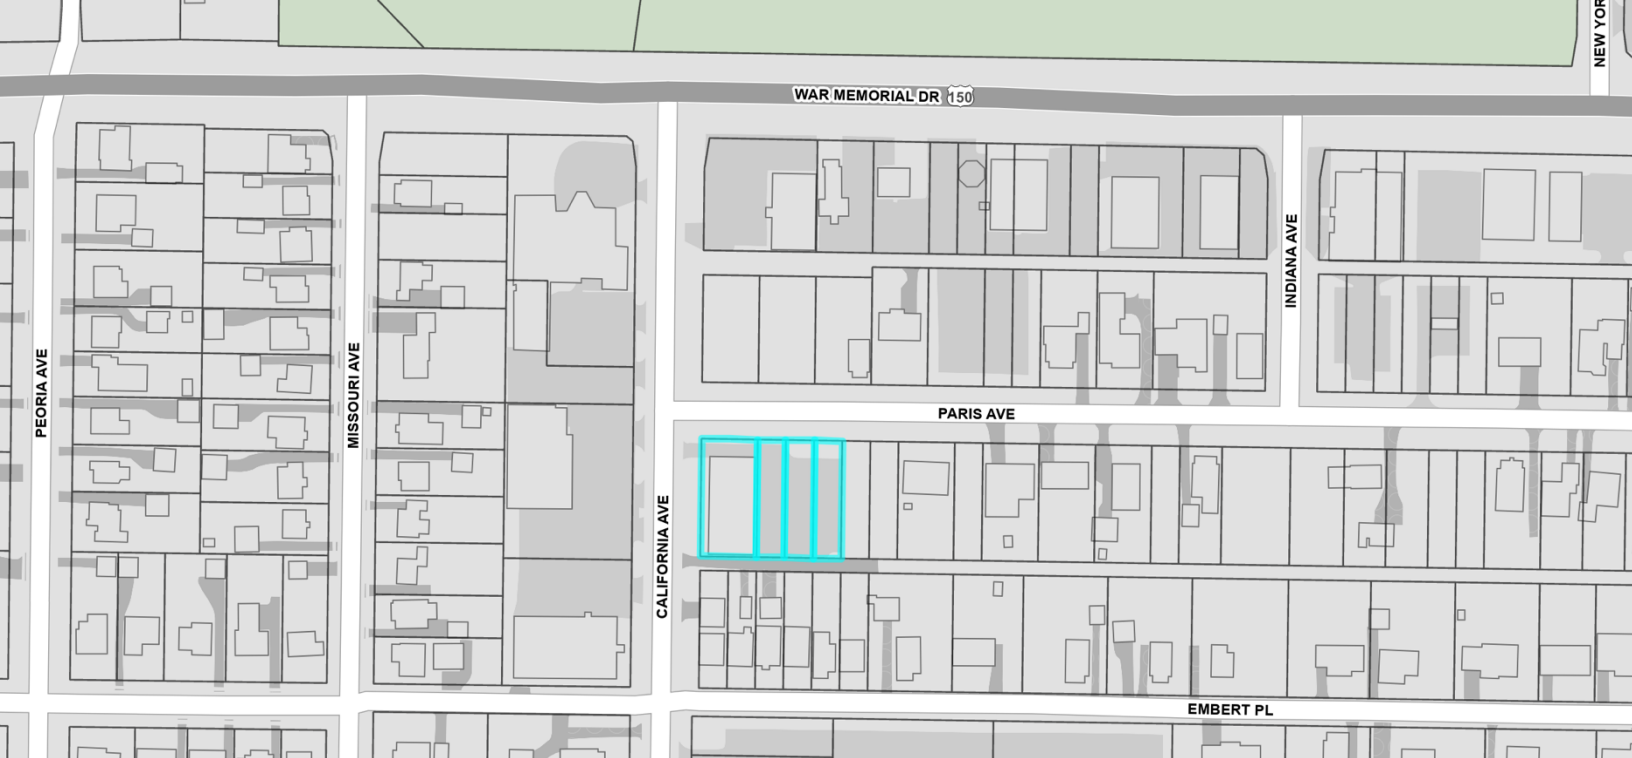 NEW YOR
WAR MEMORIAL DR 150
INDIANA AVE
PEORIA AVE
MISSOURI AVE
PARIS AVE
CALIFORNIA AVE
EMBERT PL